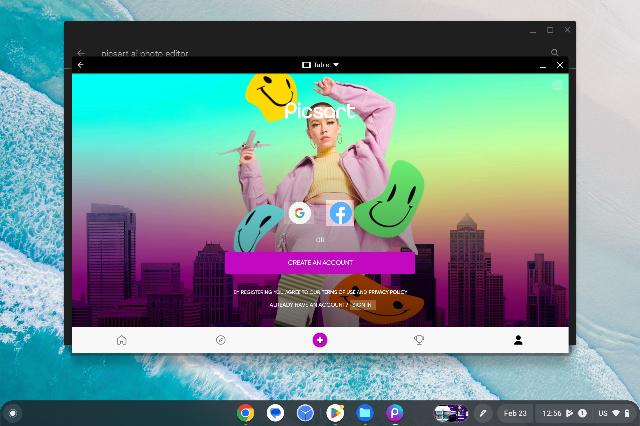 picsart ai photo editor
Tablet
Picsart
OR
CREATE AN ACCOUNT
BY REGISTERING YOU AGREE TO OUR TERMS OF USE AND PRIVACY POLICY
ALREADY HAVE AN ACCOUNT? SIGN IN
Feb 23
12:56
1
US